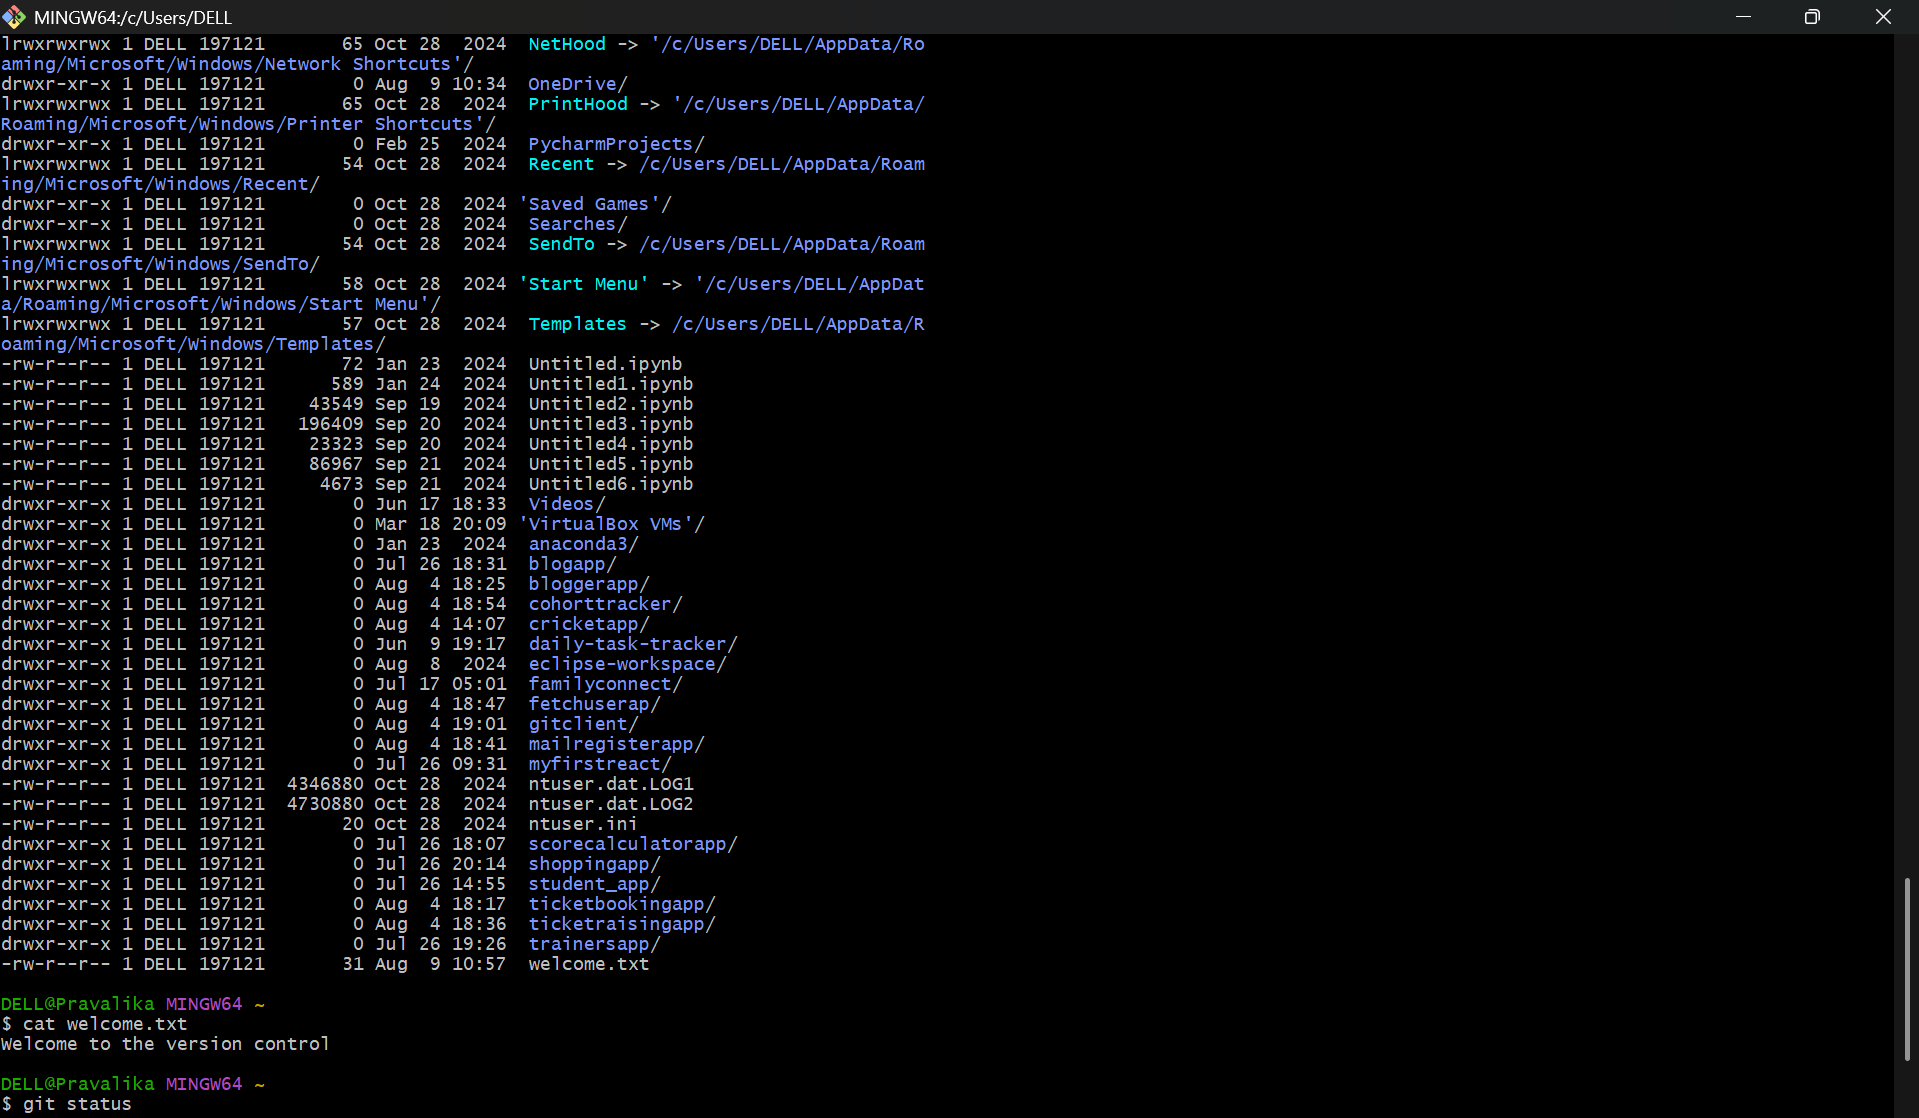 MINGW64:/c/Users/DELL
lrwxrwxrwx 1 DELL 197121       65 Oct 28  2024  NetHood -> '/c/Users/DELL/AppData/Ro
aming/Microsoft/Windows/Network Shortcuts'/
drwxr-xr-x 1 DELL 197121        0 Aug  9 10:34  OneDrive/
lrwxrwxrwx 1 DELL 197121       65 Oct 28  2024  PrintHood -> '/c/Users/DELL/AppData/
Roaming/Microsoft/Windows/Printer Shortcuts'/
drwxr-xr-x 1 DELL 197121        0 Feb 25  2024  PycharmProjects/
lrwxrwxrwx 1 DELL 197121       54 Oct 28  2024  Recent -> /c/Users/DELL/AppData/Roam
ing/Microsoft/Windows/Recent/
drwxr-xr-x 1 DELL 197121        0 Oct 28  2024 'Saved Games'/
drwxr-xr-x 1 DELL 197121        0 Oct 28  2024  Searches/
lrwxrwxrwx 1 DELL 197121       54 Oct 28  2024  SendTo -> /c/Users/DELL/AppData/Roam
ing/Microsoft/Windows/SendTo/
lrwxrwxrwx 1 DELL 197121       58 Oct 28  2024 'Start Menu' -> '/c/Users/DELL/AppDat
a/Roaming/Microsoft/Windows/Start Menu'/
lrwxrwxrwx 1 DELL 197121       57 Oct 28  2024  Templates -> /c/Users/DELL/AppData/R
oaming/Microsoft/Windows/Templates/
-rw-r--r-- 1 DELL 197121       72 Jan 23  2024  Untitled.ipynb
-rw-r--r-- 1 DELL 197121      589 Jan 24  2024  Untitled1.ipynb
-rw-r--r-- 1 DELL 197121    43549 Sep 19  2024  Untitled2.ipynb
-rw-r--r-- 1 DELL 197121   196409 Sep 20  2024  Untitled3.ipynb
-rw-r--r-- 1 DELL 197121    23323 Sep 20  2024  Untitled4.ipynb
-rw-r--r-- 1 DELL 197121    86967 Sep 21  2024  Untitled5.ipynb
-rw-r--r-- 1 DELL 197121     4673 Sep 21  2024  Untitled6.ipynb
drwxr-xr-x 1 DELL 197121        0 Jun 17 18:33  Videos/
drwxr-xr-x 1 DELL 197121        0 Mar 18 20:09 'VirtualBox VMs'/
drwxr-xr-x 1 DELL 197121        0 Jan 23  2024  anaconda3/
drwxr-xr-x 1 DELL 197121        0 Jul 26 18:31  blogapp/
drwxr-xr-x 1 DELL 197121        0 Aug  4 18:25  bloggerapp/
drwxr-xr-x 1 DELL 197121        0 Aug  4 18:54  cohorttracker/
drwxr-xr-x 1 DELL 197121        0 Aug  4 14:07  cricketapp/
drwxr-xr-x 1 DELL 197121        0 Jun  9 19:17  daily-task-tracker/
drwxr-xr-x 1 DELL 197121        0 Aug  8  2024  eclipse-workspace/
drwxr-xr-x 1 DELL 197121        0 Jul 17 05:01  familyconnect/
drwxr-xr-x 1 DELL 197121        0 Aug  4 18:47  fetchuserap/
drwxr-xr-x 1 DELL 197121        0 Aug  4 19:01  gitclient/
drwxr-xr-x 1 DELL 197121        0 Aug  4 18:41  mailregisterapp/
drwxr-xr-x 1 DELL 197121        0 Jul 26 09:31  myfirstreact/
-rw-r--r-- 1 DELL 197121  4346880 Oct 28  2024  ntuser.dat.LOG1
-rw-r--r-- 1 DELL 197121  4730880 Oct 28  2024  ntuser.dat.LOG2
-rw-r--r-- 1 DELL 197121       20 Oct 28  2024  ntuser.ini
drwxr-xr-x 1 DELL 197121        0 Jul 26 18:07  scorecalculatorapp/
drwxr-xr-x 1 DELL 197121        0 Jul 26 20:14  shoppingapp/
drwxr-xr-x 1 DELL 197121        0 Jul 26 14:55  student_app/
drwxr-xr-x 1 DELL 197121        0 Aug  4 18:17  ticketbookingapp/
drwxr-xr-x 1 DELL 197121        0 Aug  4 18:36  ticketraisingapp/
drwxr-xr-x 1 DELL 197121        0 Jul 26 19:26  trainersapp/
-rw-r--r-- 1 DELL 197121       31 Aug  9 10:57  welcome.txt
DELL@Pravalika MINGW64 ~
$ cat welcome.txt
Welcome to the version control
DELL@Pravalika MINGW64 ~
$ git status